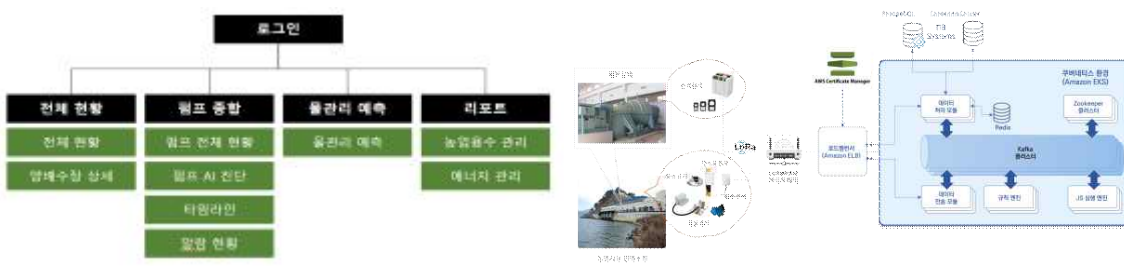 로그인
전체 현황
전체 현황
양배수장 상세
펌프 종합
펌프 전체 현황
펌프 AI 진단
타임라인
알람 현황
물관리 예측
물관리 예측
리포트
농업용수 관리
에너지 관리
LoRa
AWS Certificate Manager
로드밸런서
(Amazon ELB)
PostgreSQL
DB
Systems
쿠버네티스 환경
(Amazon EKS)
데이터
처리 모듈
Redis
Zookeeper
클러스터
Kafka
클러스터
데이터
전송 모듈
규칙 엔진
JS 실행 엔진